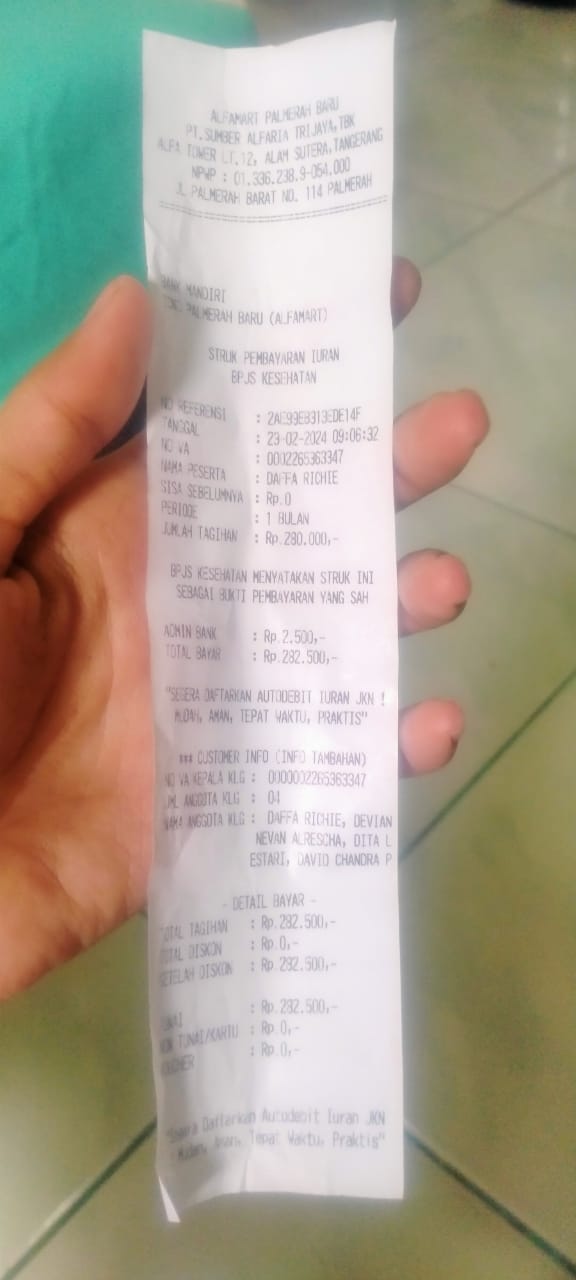 ALFAMART PALMERAH BARU
PT.SUMBER ALFARIA TRIJAYA,TBK
ALFA TOWER LT.12, ALAM SUTERA,TANGERANG
NPWP : 01.336.238.9-054.000
JL.PALMERAH BARAT NO. 114 PALMERAH
BANK MANDIRI
PALMERAH BARU (ALFAMART)
STRUK PEMBAYARAN IURAN
BPJS KESEHATAN
NO REFERENSI : 2AE99EB313EDE14F
TANGGAL : 23-02-2024 09:06:32
NO VA : 0002265363347
NAMA PESERTA : DAFFA RICHIE
SISA SEBELUMNYA : Rp.0
PERIODE : 1 BULAN
JUMLAH TAGIHAN : Rp.280.000,-
BPJS KESEHATAN MENYATAKAN STRUK INI
SEBAGAI BUKTI PEMBAYARAN YANG SAH
ADMIN BANK : Rp.2.500,-
TOTAL BAYAR : Rp.282.500,-
"SEGERA DAFTARKAN AUTODEBIT IURAN JKN !
MUDAH, AMAN, TEPAT WAKTU, PRAKTIS"
*** CUSTOMER INFO (INFO TAMBAHAN)
NO VA KEPALA KLG : 0000002265363347
JML ANGGOTA KLG : 04
NAMA ANGGOTA KLG : DAFFA RICHIE, DEVIAN
NEVAN ALRESCHA, DITA L
ESTARI, DAVID CHANDRA P
- DETAIL BAYAR -
TOTAL TAGIHAN : Rp.282.500,-
TOTAL DISKON : Rp.0,-
SETELAH DISKON : Rp.282.500,-
TUNAI : Rp.282.500,-
NON TUNAI/KARTU : Rp.0,-
VOUCHER : Rp.0,-
"Segera Daftarkan Autodebit Iuran JKN
: Mudah, Aman, Tepat Waktu, Praktis"